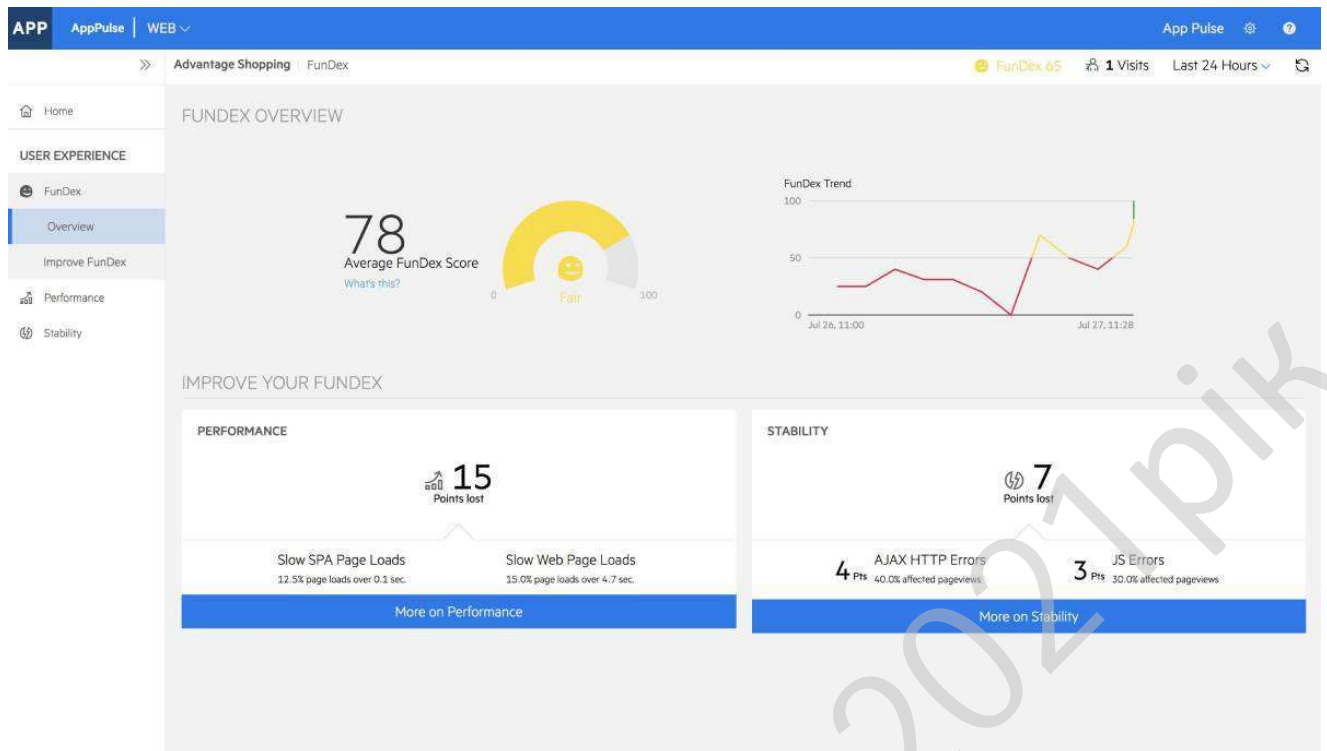 APP AppPulse WEB App Pulse
Advantage Shopping FunDex FunDex 65 1 Visits Last 24 Hours
Home
USER EXPERIENCE
FunDex
Overview
Improve FunDex
Performance
Stability
FUNDEX OVERVIEW
78
Average FunDex Score
What's this?
0 Fair 100
FunDex Trend
100
50
0
Jul 26, 11:00 Jul 27, 11:28
IMPROVE YOUR FUNDEX
PERFORMANCE
15
Points lost
Slow SPA Page Loads Slow Web Page Loads
12.5% page loads over 0.1 sec. 15.0% page loads over 4.7 sec.
More on Performance
STABILITY
7
Points lost
4 Pts AJAX HTTP Errors 3 Pts JS Errors
40.0% affected pageviews 30.0% affected pageviews
More on Stability
2021pik